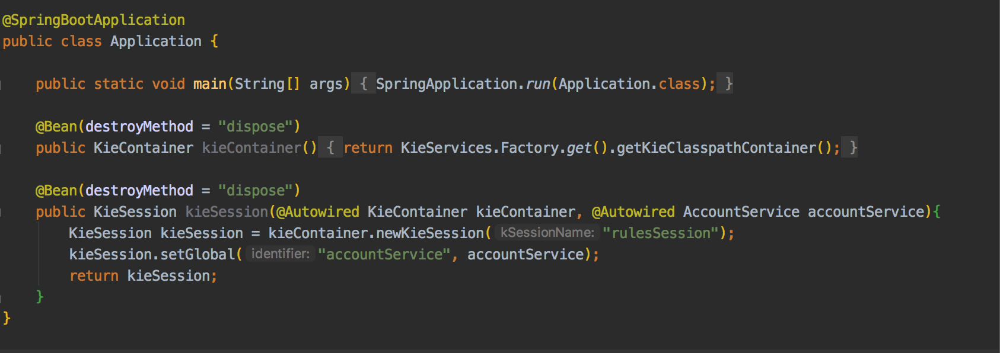 @SpringBootApplication
public class Application {
public static void main(String[] args) { SpringApplication.run(Application.class); }
@Bean(destroyMethod = "dispose")
public KieContainer kieContainer() { return KieServices.Factory.get().getKieClasspathContainer(); }
@Bean(destroyMethod = "dispose")
public KieSession kieSession(@Autowired KieContainer kieContainer, @Autowired AccountService accountService){
KieSession kieSession = kieContainer.newKieSession( kSessionName: "rulesSession");
kieSession.setGlobal( identifier: "accountService", accountService);
return kieSession;
}
}